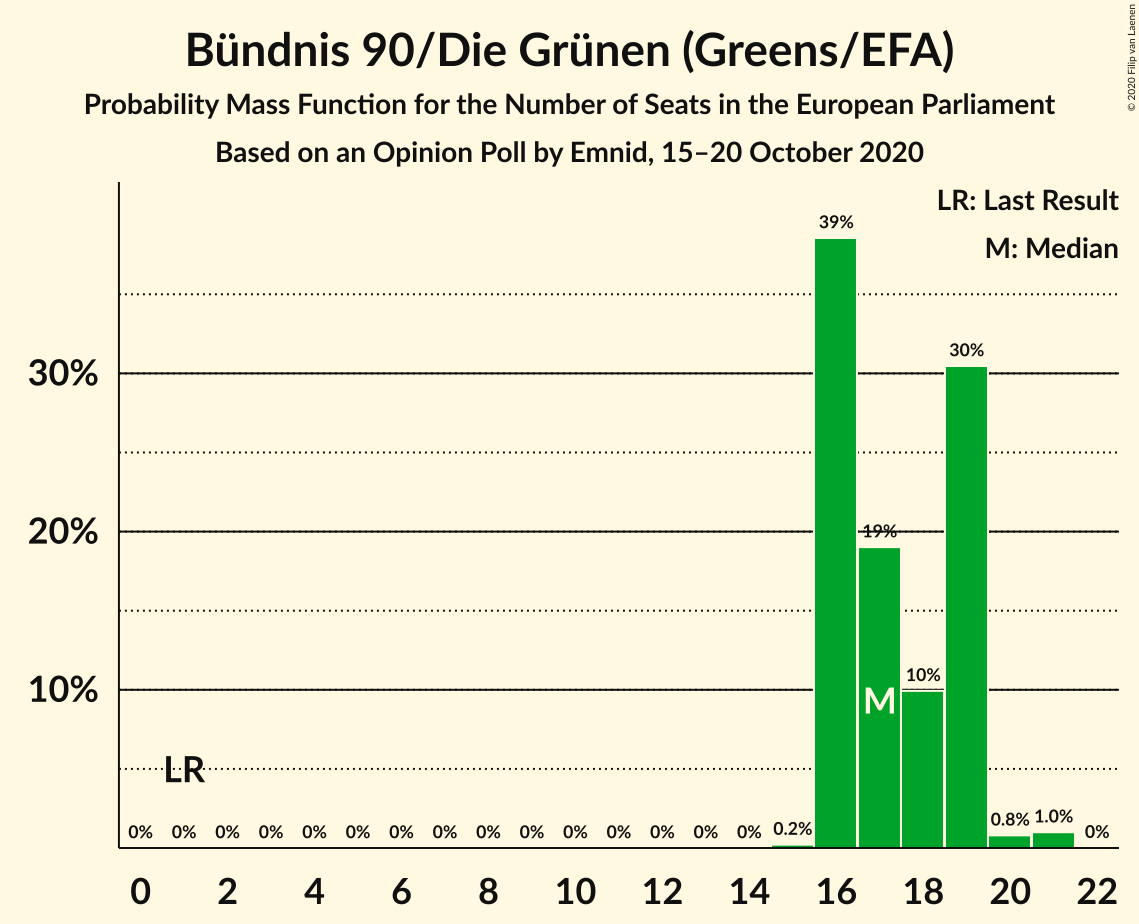 Bündnis 90/Die Grünen (Greens/EFA)
Probability Mass Function for the Number of Seats in the European Parliament
Based on an Opinion Poll by Emnid, 15–20 October 2020
© 2020 Filip van Laenen
LR: Last Result
M: Median
39%
30%
30%
19%
20%
10%
10%
M
LR
0% 0% 0% 0% 0% 0% 0% 0% 0% 0% 0% 0% 0% 0% 0% 0.2% 0.8% 1.0% 0%
0 2 4 6 8 10 12 14 16 18 20 22